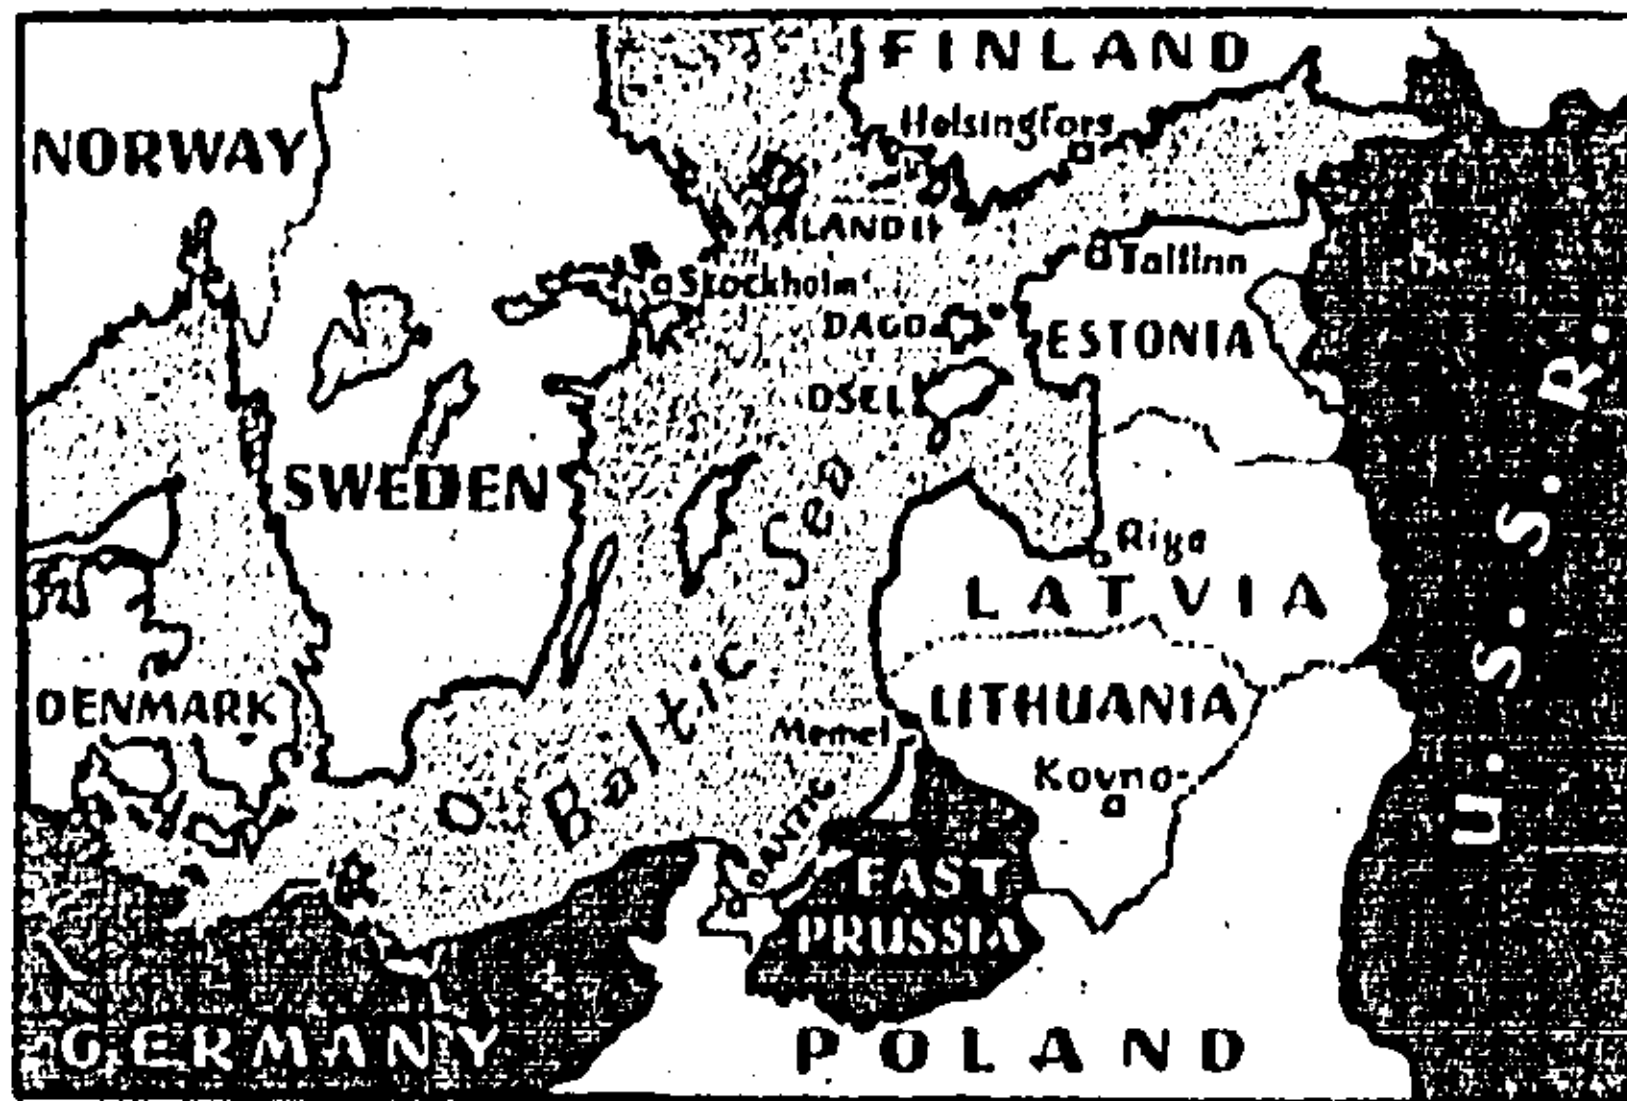 FINLAND
Helsingfors
NORWAY
AALAND I
Tallinn
Stockholm
DAGO
ESTONIA
OSEL
SWEDEN
Riga
LATVIA
DENMARK
LITHUANIA
Memel
Kovno
Baltic Sea
DANTIG
EAST
PRUSSIA
GERMANY
POLAND
U.S.S.R.